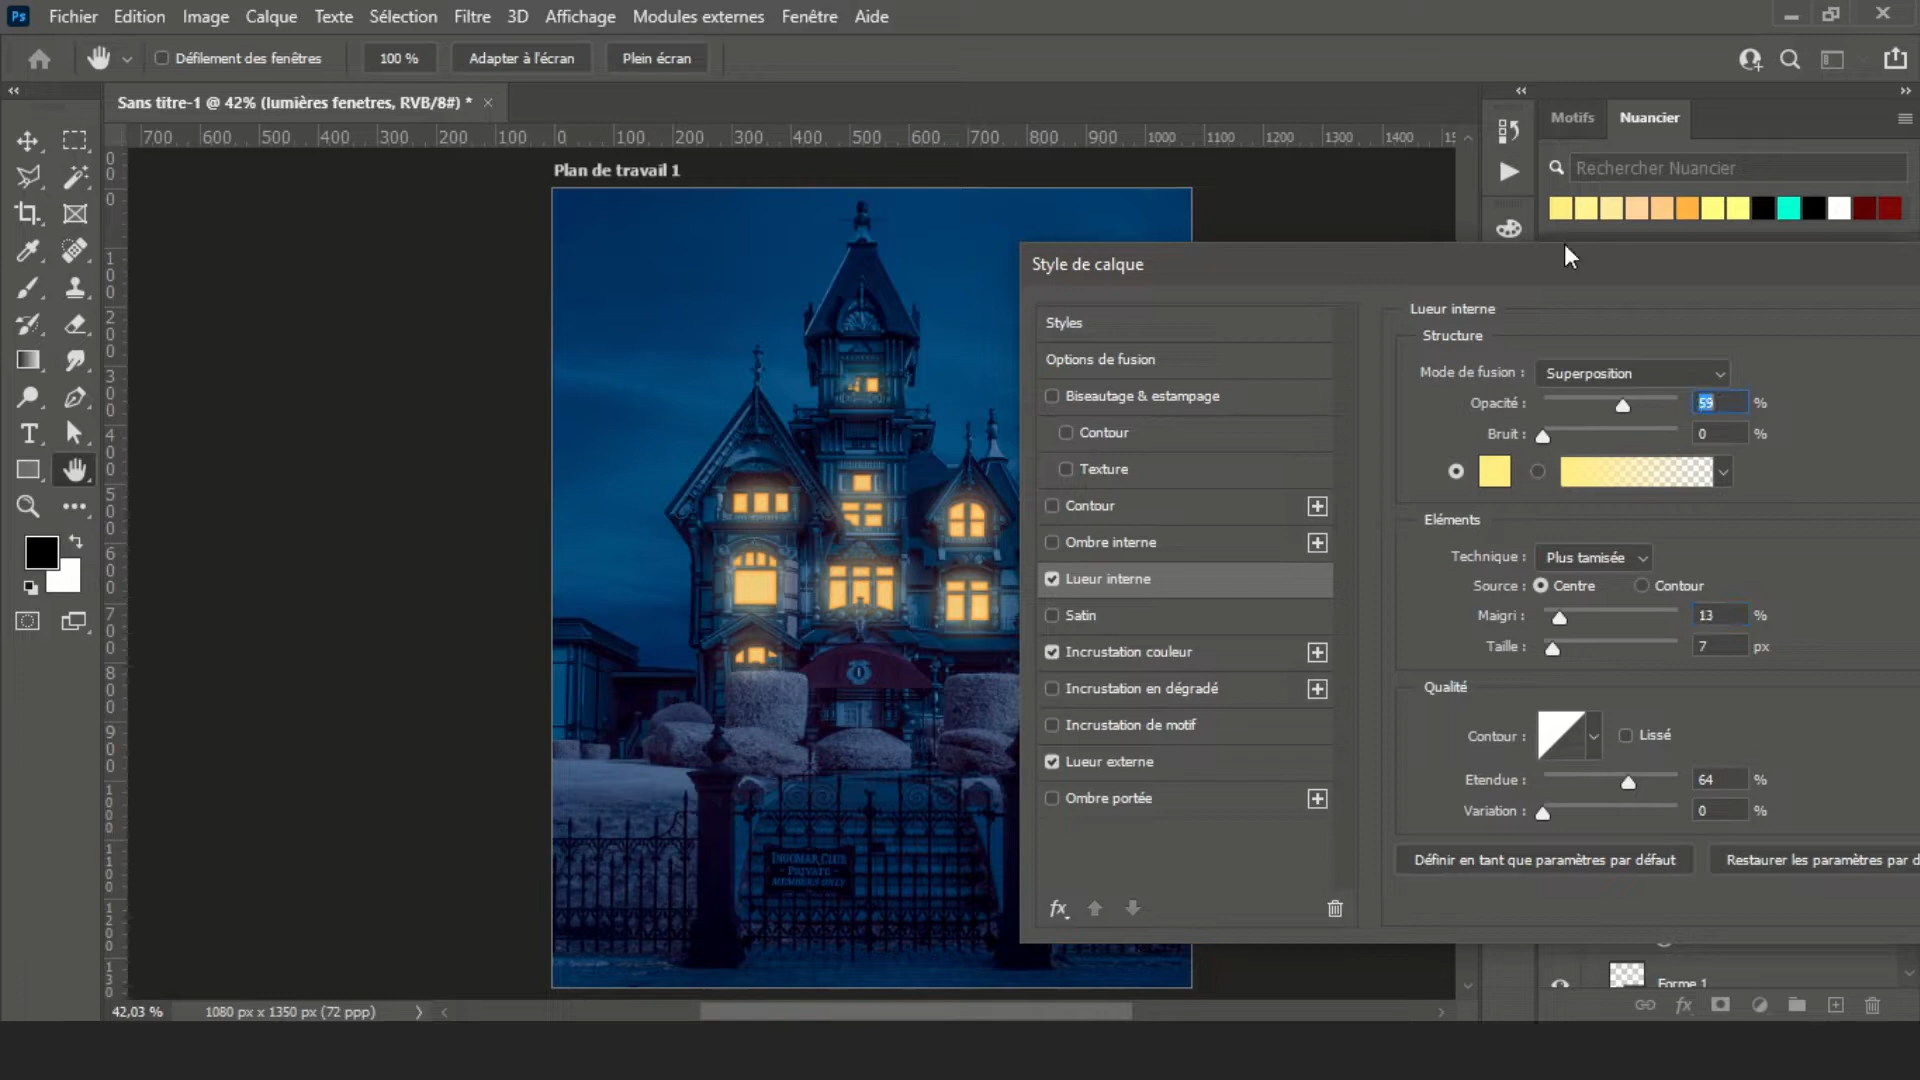 Ps Fichier Edition Image Calque Texte Sélection Filtre 3D Affichage Modules externes Fenêtre Aide
Défilement des fenêtres 100 % Adapter à l'écran Plein écran
Sans titre-1 @ 42% (lumières fenetres, RVB/8#) *
Motifs Nuancier
700 600 500 400 300 200 100 0 100 200 300 400 500 600 700 800 900 1000 1100 1200 1300 1400
Plan de travail 1
Rechercher Nuancier
Style de calque
Styles
Options de fusion
Biseautage & estampage
Contour
Texture
Contour
Ombre interne
Lueur interne
Satin
Incrustation couleur
Incrustation en dégradé
Incrustation de motif
Lueur externe
Ombre portée
fx
Lueur interne
Structure
Mode de fusion : Superposition
Opacité : 59 %
Bruit : 0 %
Eléments
Technique : Plus tamisée
Source : Centre Contour
Maigri : 13 %
Taille : 7 px
Qualité
Contour : Lissé
Etendue : 64 %
Variation : 0 %
Définir en tant que paramètres par défaut Restaurer les paramètres par d
INGOMAR CLUB
- PRIVATE -
MEMBERS ONLY
Forme 1
42,03 % 1080 px x 1350 px (72 ppp)
fx